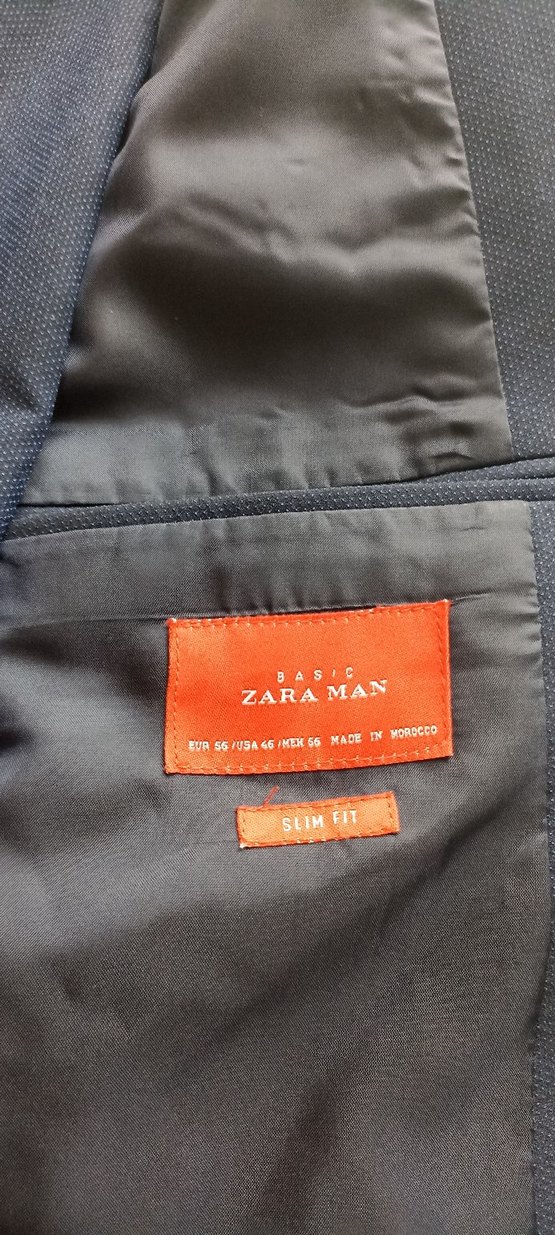 BASIC
ZARA MAN
EUR 56 / USA 46 / MEX 56 MADE IN MOROCCO
SLIM FIT